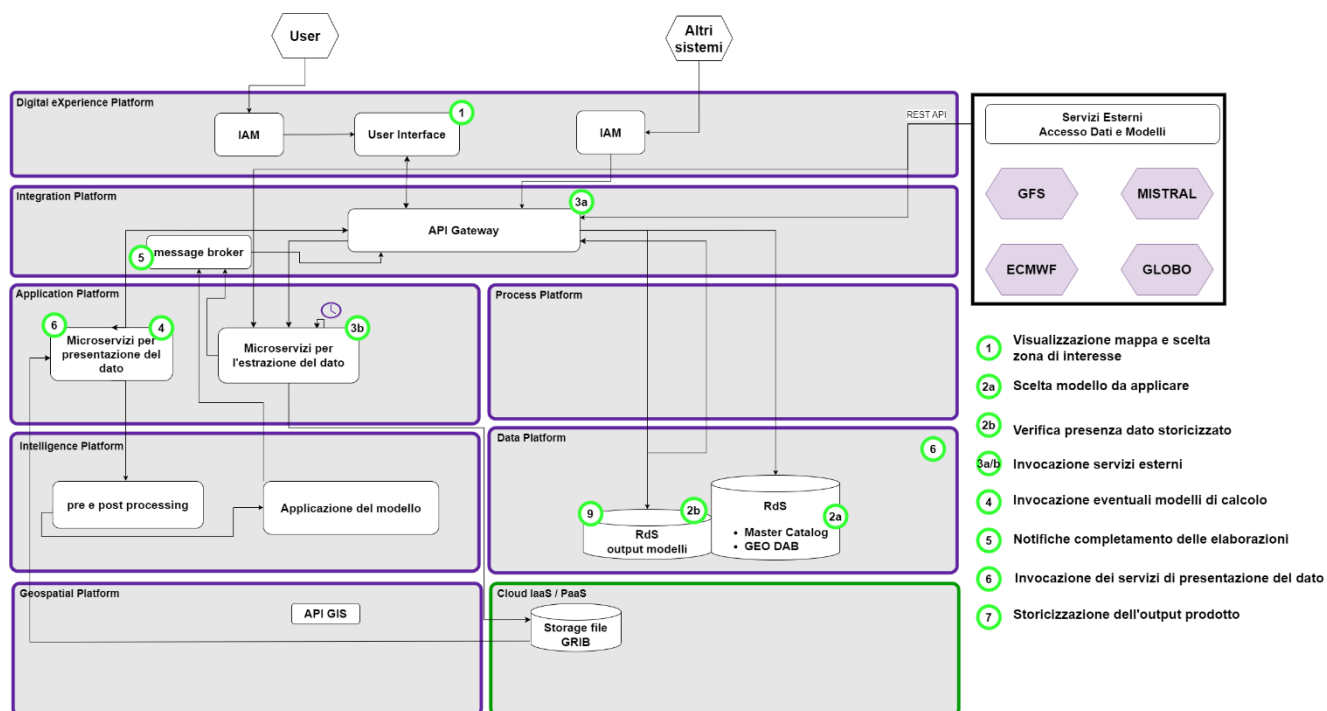 User
Altri
sistemi
Digital eXperience Platform
IAM
User Interface
1
IAM
REST API
Servizi Esterni
Accesso Dati e Modelli
GFS
MISTRAL
ECMWF
GLOBO
Integration Platform
3a
API Gateway
message broker
5
Application Platform
6
4
Microservizi per
presentazione del
dato
3b
Microservizi per
l'estrazione del dato
Process Platform
Intelligence Platform
pre e post processing
Applicazione del modello
Data Platform
6
9
2b
RdS
output modelli
RdS
• Master Catalog
• GEO DAB
2a
Geospatial Platform
API GIS
Cloud IaaS / PaaS
Storage file
GRIB
1 Visualizzazione mappa e scelta
zona di interesse
2a Scelta modello da applicare
2b Verifica presenza dato storicizzato
3a/b Invocazione servizi esterni
4 Invocazione eventuali modelli di calcolo
5 Notifiche completamento delle elaborazioni
6 Invocazione dei servizi di presentazione del dato
7 Storicizzazione dell'output prodotto